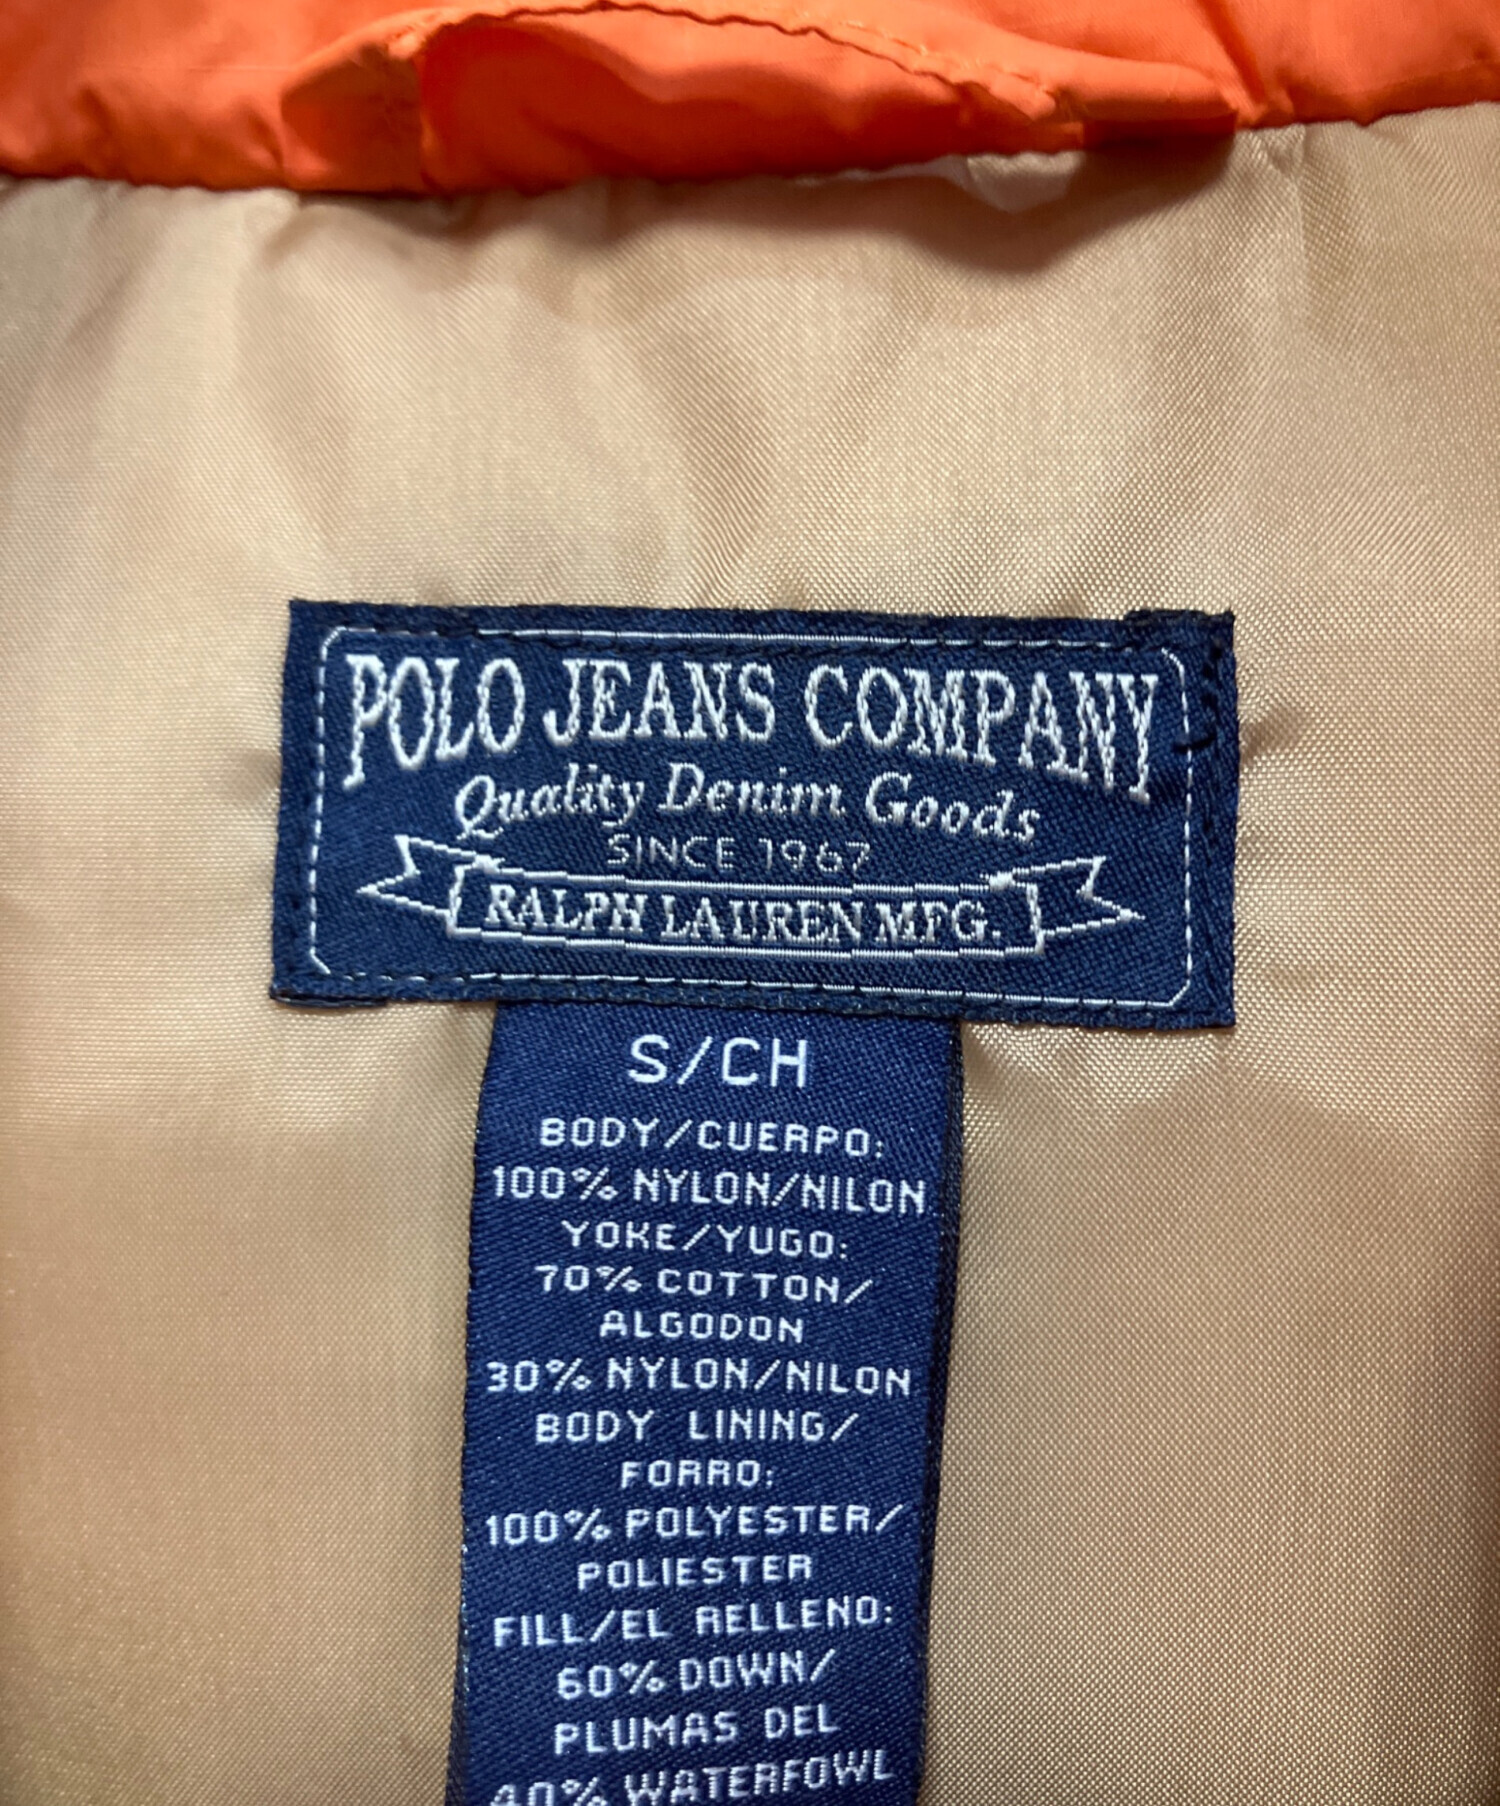 POLO JEANS COMPANY
Quality Denim Goods
SINCE 1967
RALPH LAUREN MFG.
S/CH
BODY/CUERPO:
100% NYLON/NILON
YOKE/YUGO:
70% COTTON/
ALGODON
30% NYLON/NILON
BODY LINING/
FORRO:
100% POLYESTER/
POLIESTER
FILL/EL RELLENO:
60% DOWN/
PLUMAS DEL
40% WATERFOWL